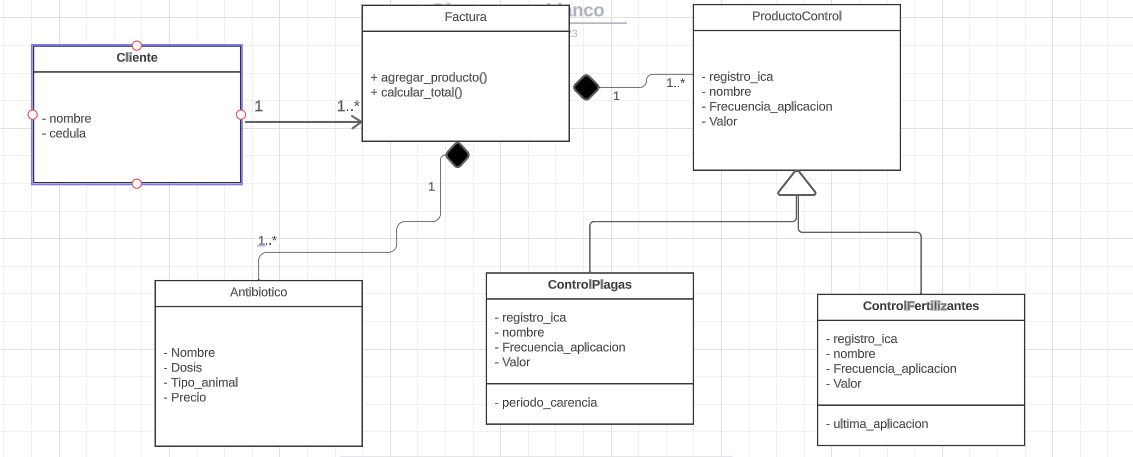 Factura
+ agregar_producto()
+ calcular_total()
ProductoControl
- registro_ica
- nombre
- Frecuencia_aplicacion
- Valor
Cliente
- nombre
- cedula
1
1..*
1
1..*
1
1..*
Antibiotico
- Nombre
- Dosis
- Tipo_animal
- Precio
ControlPlagas
- registro_ica
- nombre
- Frecuencia_aplicacion
- Valor
- periodo_carencia
ControlFertilizantes
- registro_ica
- nombre
- Frecuencia_aplicacion
- Valor
- ultima_aplicacion